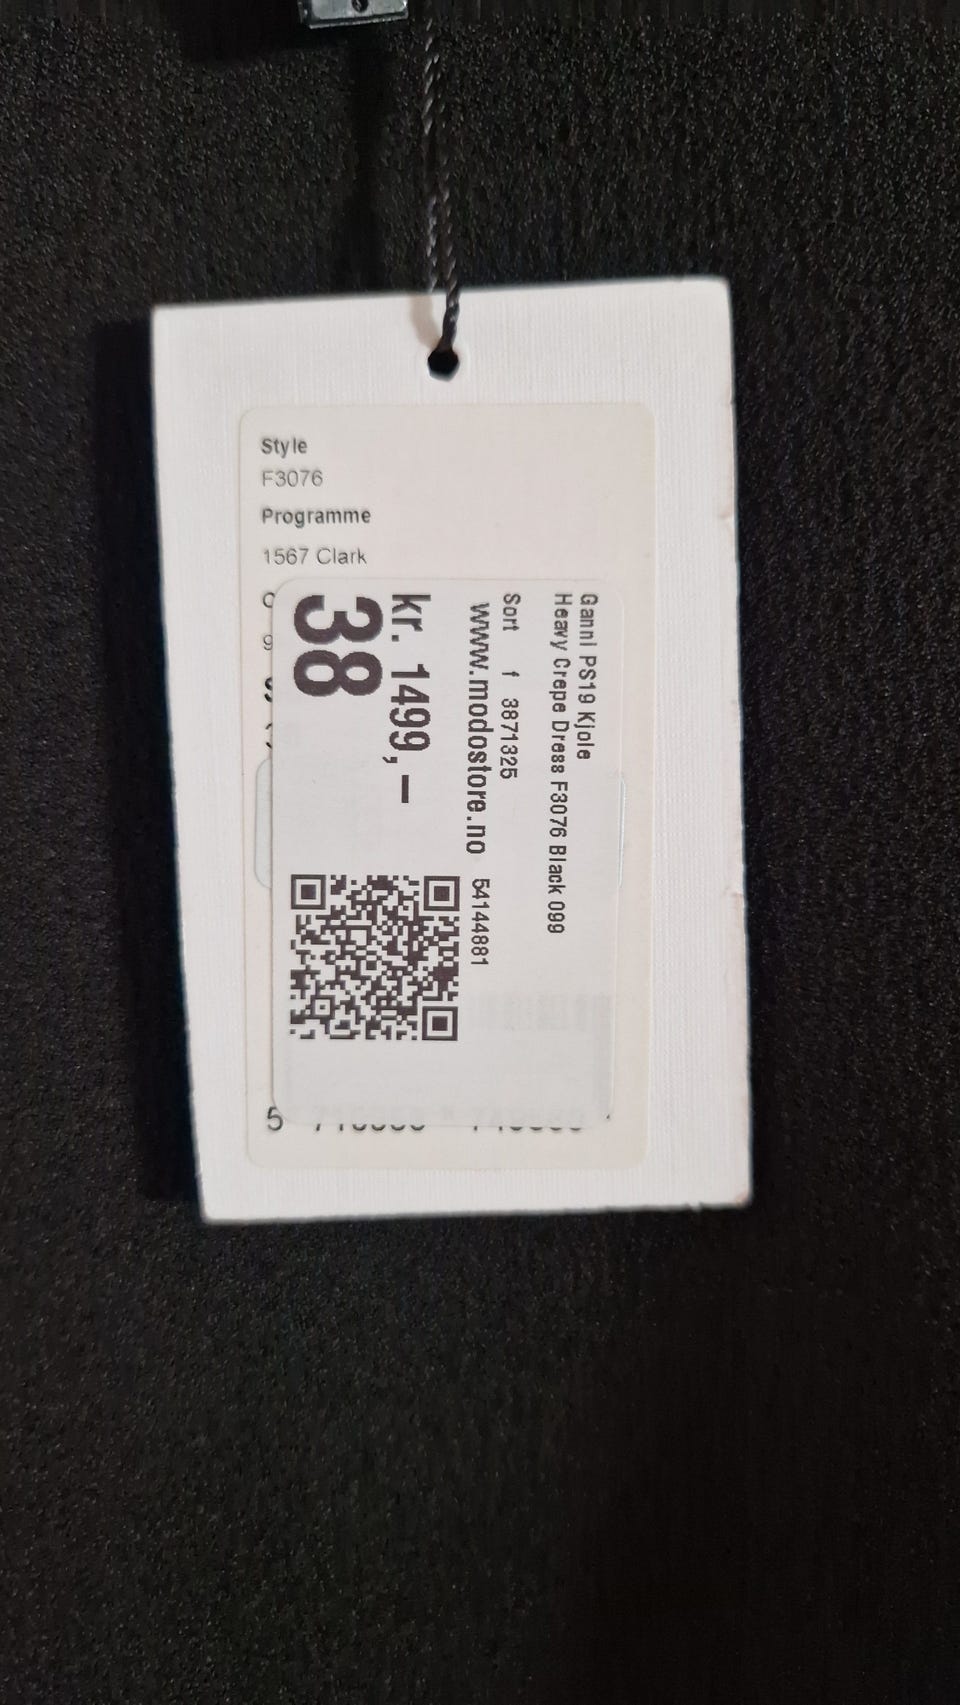 Style
F3076
Programme
1567 Clark
Ganni PS19 Kjole
Heavy Crepe Dress F3076 Black 099
Sort f 3871325
www.modostore.no 54144881
kr. 1499,-
38
5